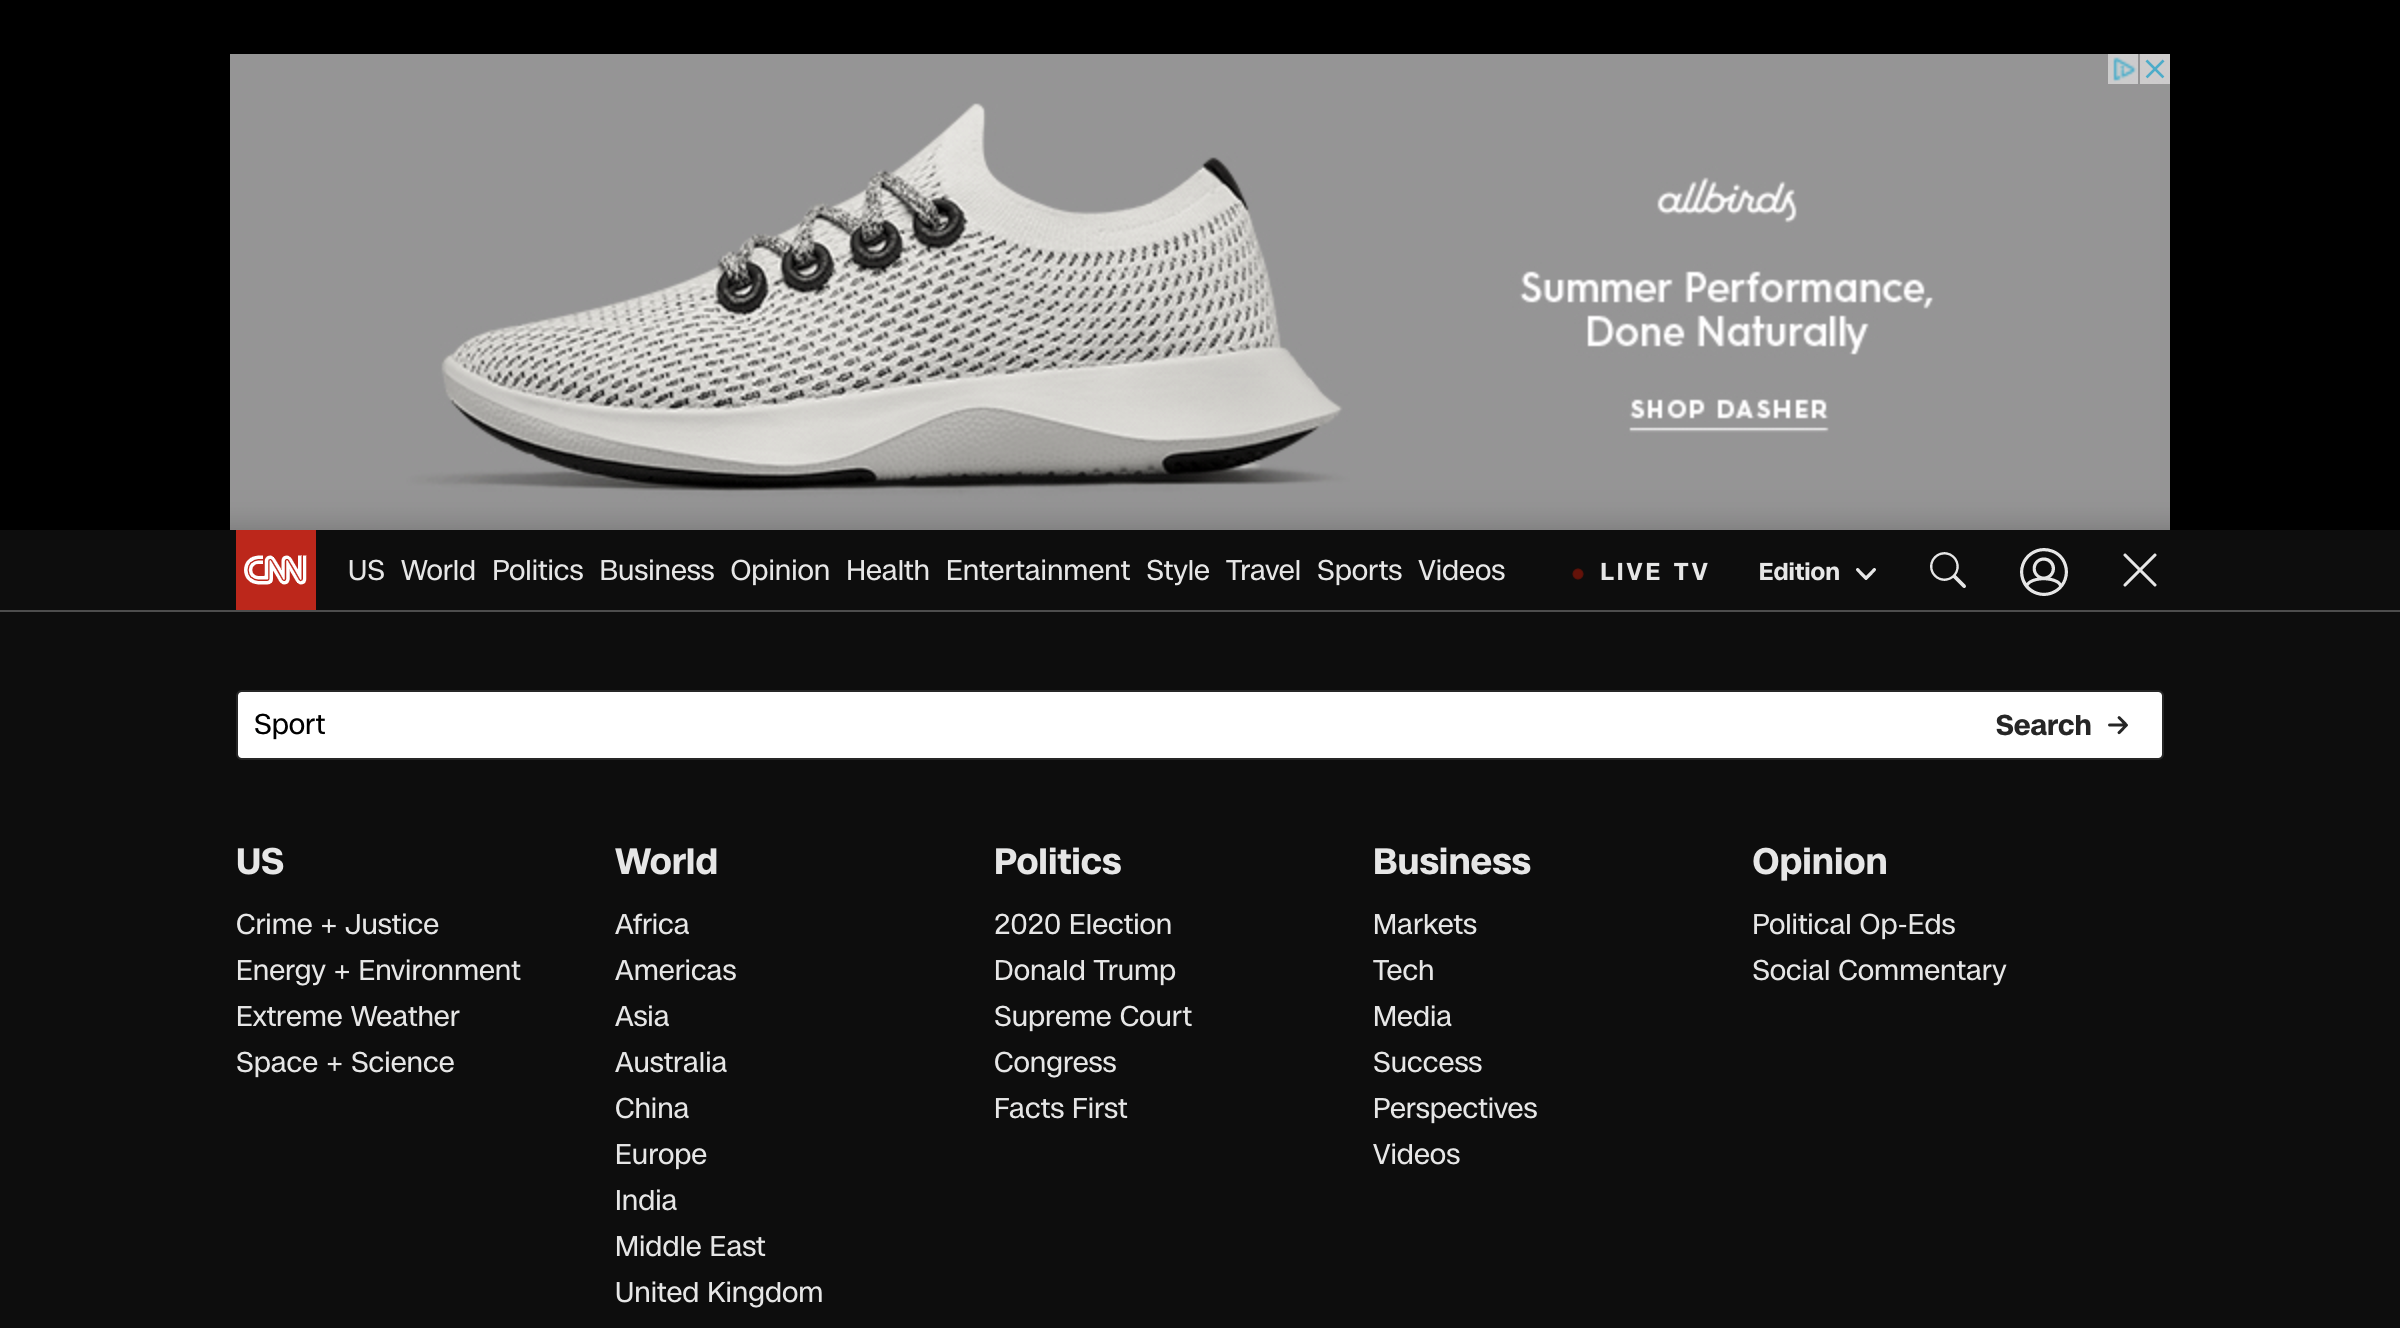 allbirds
Summer Performance,
Done Naturally
SHOP DASHER
CNN US World Politics Business Opinion Health Entertainment Style Travel Sports Videos LIVE TV Edition
Sport Search →
US
Crime + Justice
Energy + Environment
Extreme Weather
Space + Science
World
Africa
Americas
Asia
Australia
China
Europe
India
Middle East
United Kingdom
Politics
2020 Election
Donald Trump
Supreme Court
Congress
Facts First
Business
Markets
Tech
Media
Success
Perspectives
Videos
Opinion
Political Op-Eds
Social Commentary